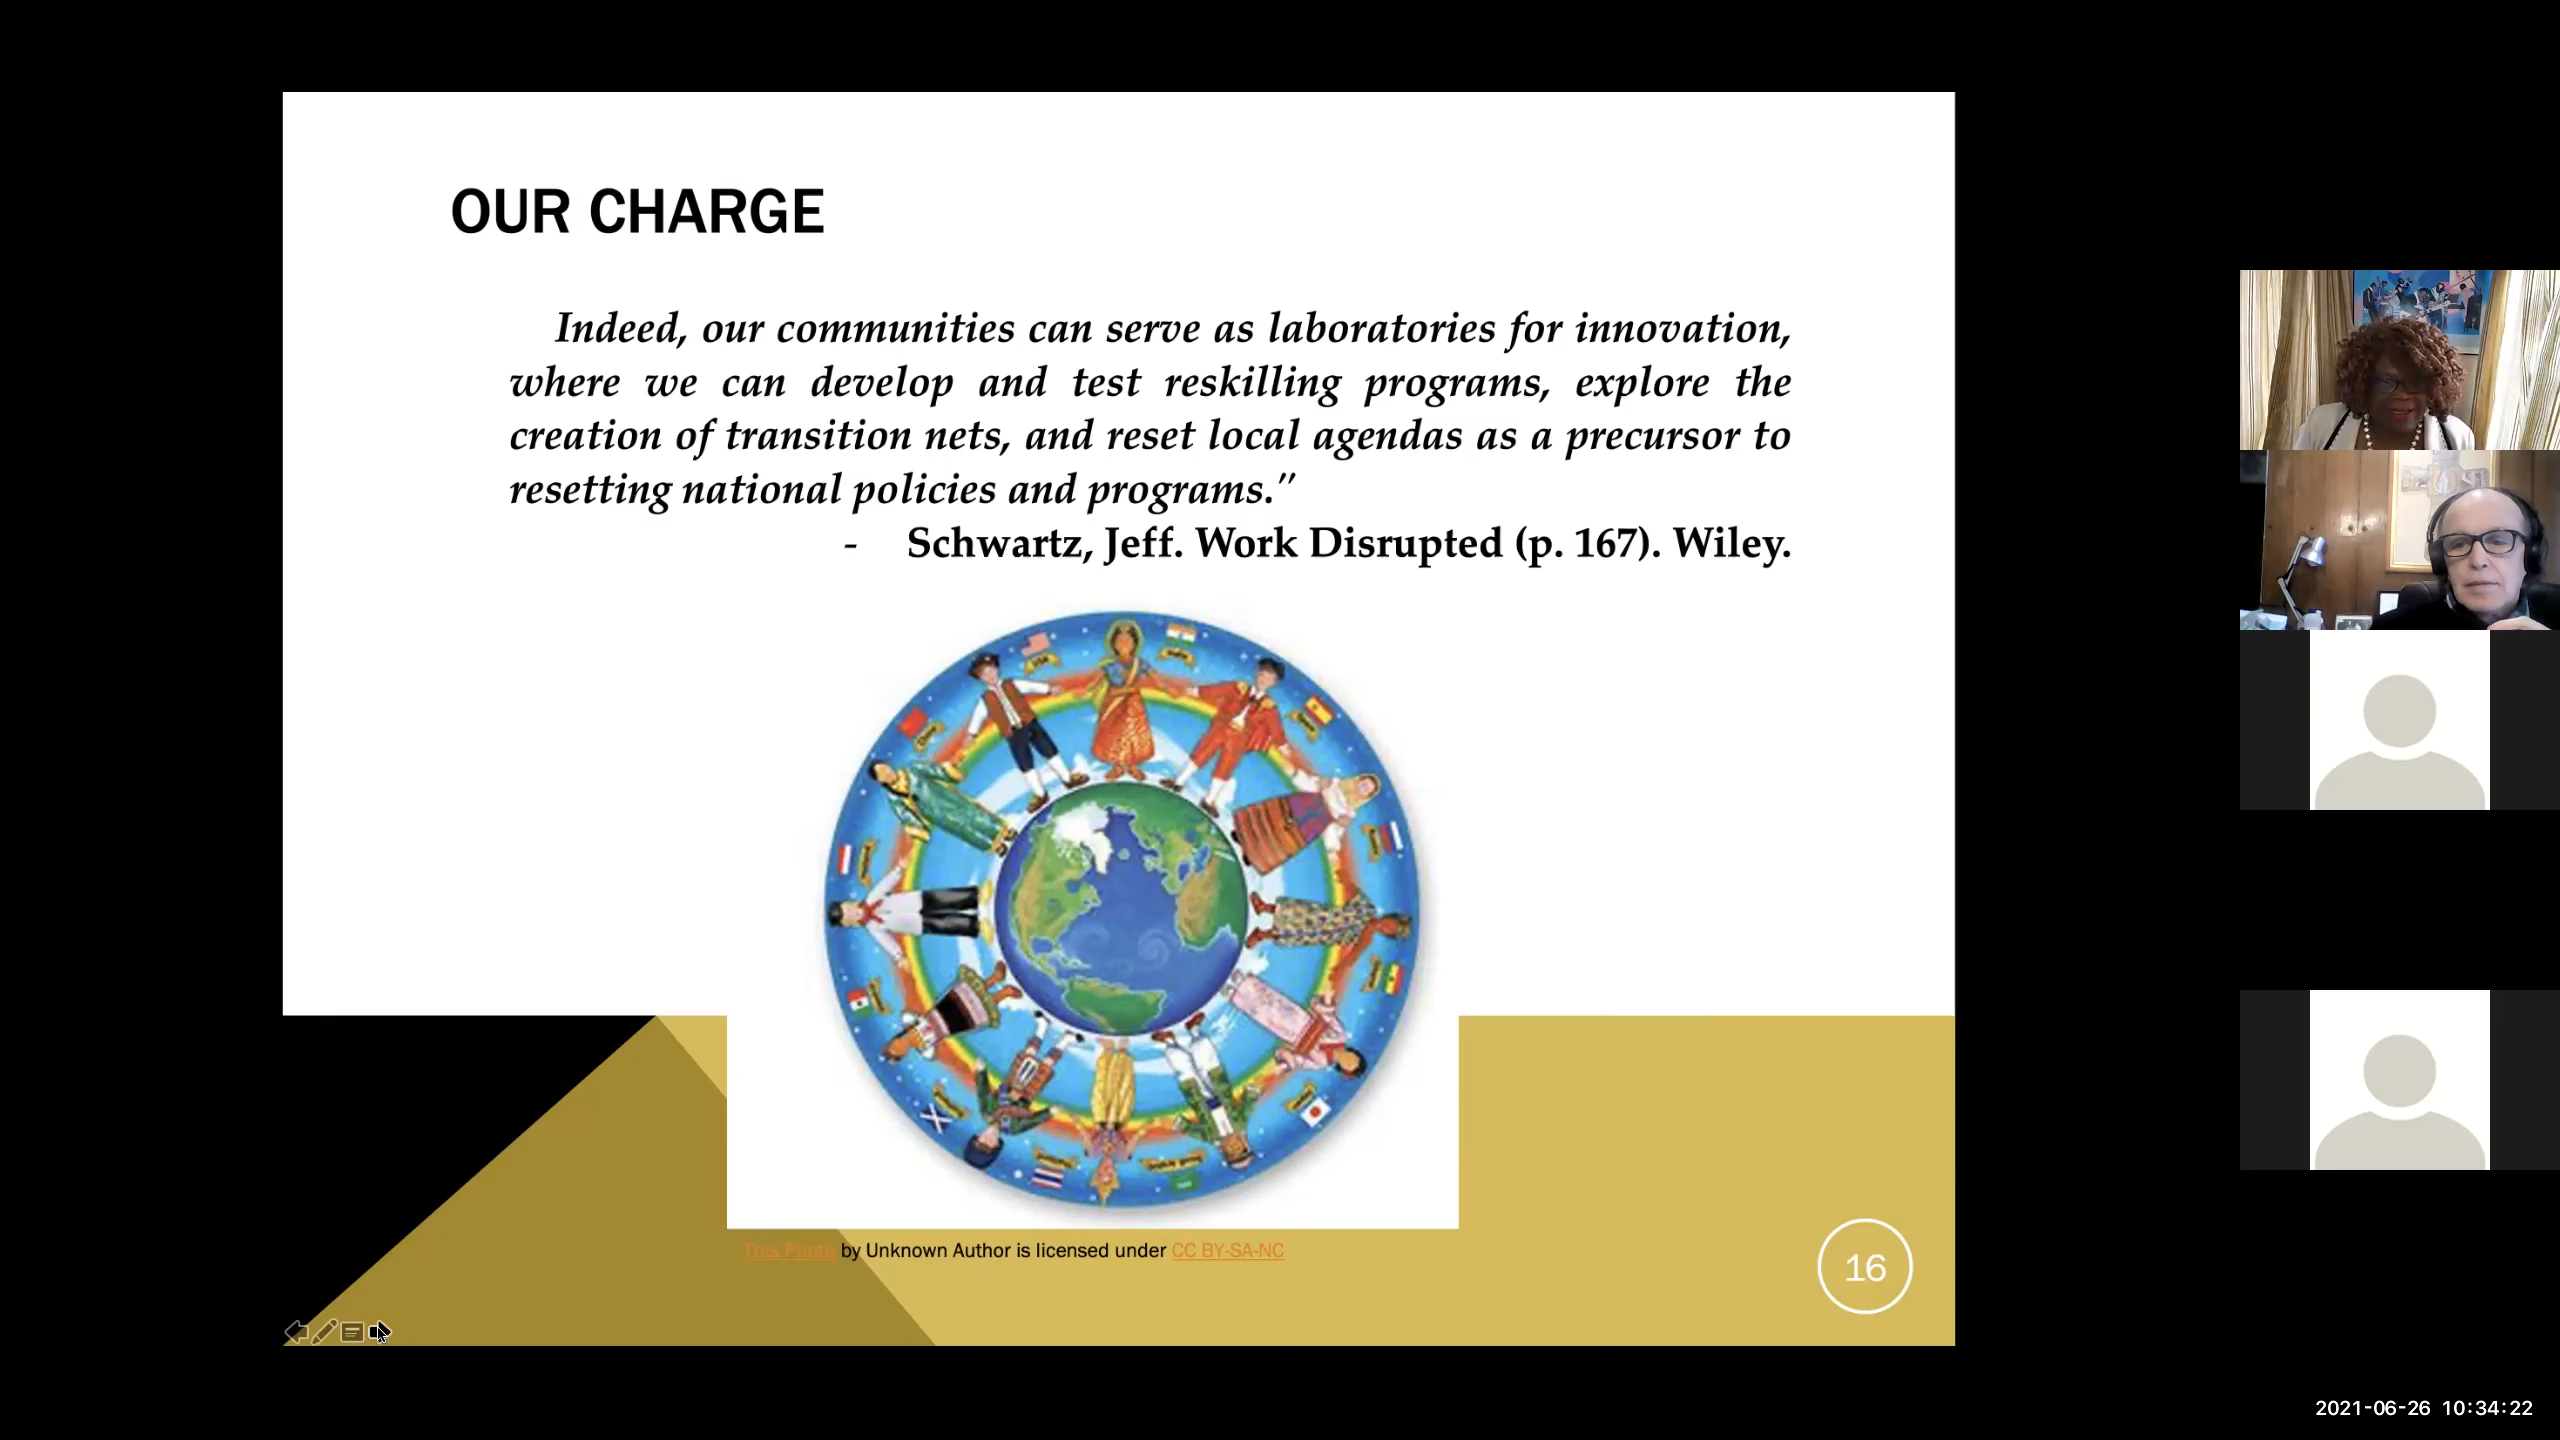 OUR CHARGE
Indeed, our communities can serve as laboratories for innovation,
where we can develop and test reskilling programs, explore the
creation of transition nets, and reset local agendas as a precursor to
resetting national policies and programs.”
- Schwartz, Jeff. Work Disrupted (p. 167). Wiley.
USA
India
This Photo by Unknown Author is licensed under CC BY-SA-NC
16
2021-06-26 10:34:22